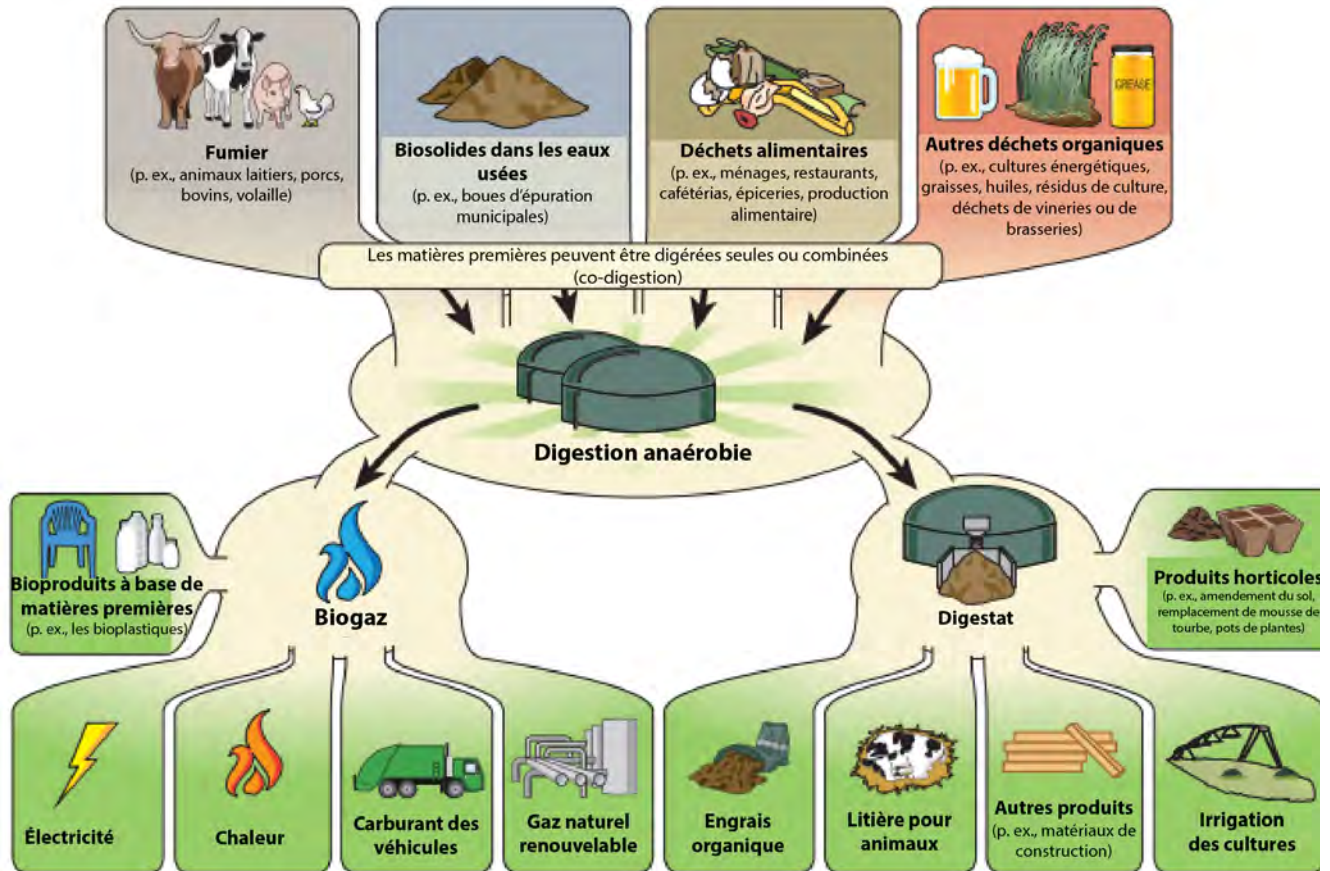 Fumier
(p. ex., animaux laitiers, porcs,
bovins, volaille)
Biosolides dans les eaux
usées
(p. ex., boues d'épuration
municipales)
Déchets alimentaires
(p. ex., ménages, restaurants,
cafétérias, épiceries, production
alimentaire)
GREASE
Autres déchets organiques
(p. ex., cultures énergétiques,
graisses, huiles, résidus de culture,
déchets de vineries ou de
brasseries)
Les matières premières peuvent être digérées seules ou combinées
(co-digestion)
Digestion anaérobie
Bioproduits à base de
matières premières
(p. ex., les bioplastiques)
Biogaz
Digestat
Produits horticoles
(p. ex., amendement du sol,
remplacement de mousse de
tourbe, pots de plantes)
Électricité
Chaleur
Carburant des
véhicules
Gaz naturel
renouvelable
Engrais
organique
Litière pour
animaux
Autres produits
(p. ex., matériaux de
construction)
Irrigation
des cultures